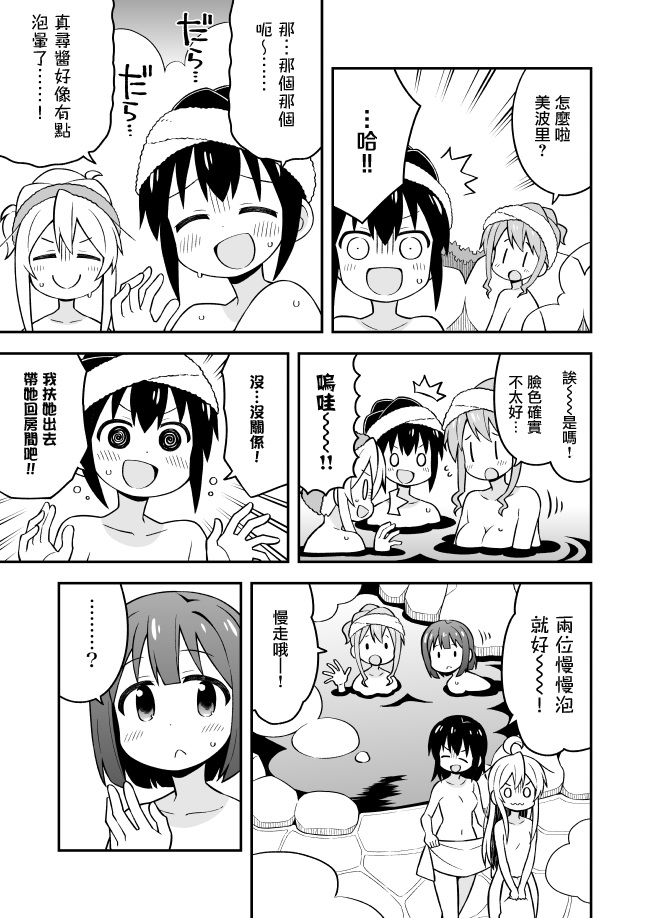 怎麼啦
美波里？
…哈!!
那…那個那個
呃～……
だら…
だら…
真尋醬好像有點
泡暈了……！
誒～～是嗎！
臉色確實
不太好…
嗚哇～～!!
沒…沒關係！
我扶她出去
帶她回房間吧!!
兩位慢慢泡
就好～～！
慢走哦—！
………？